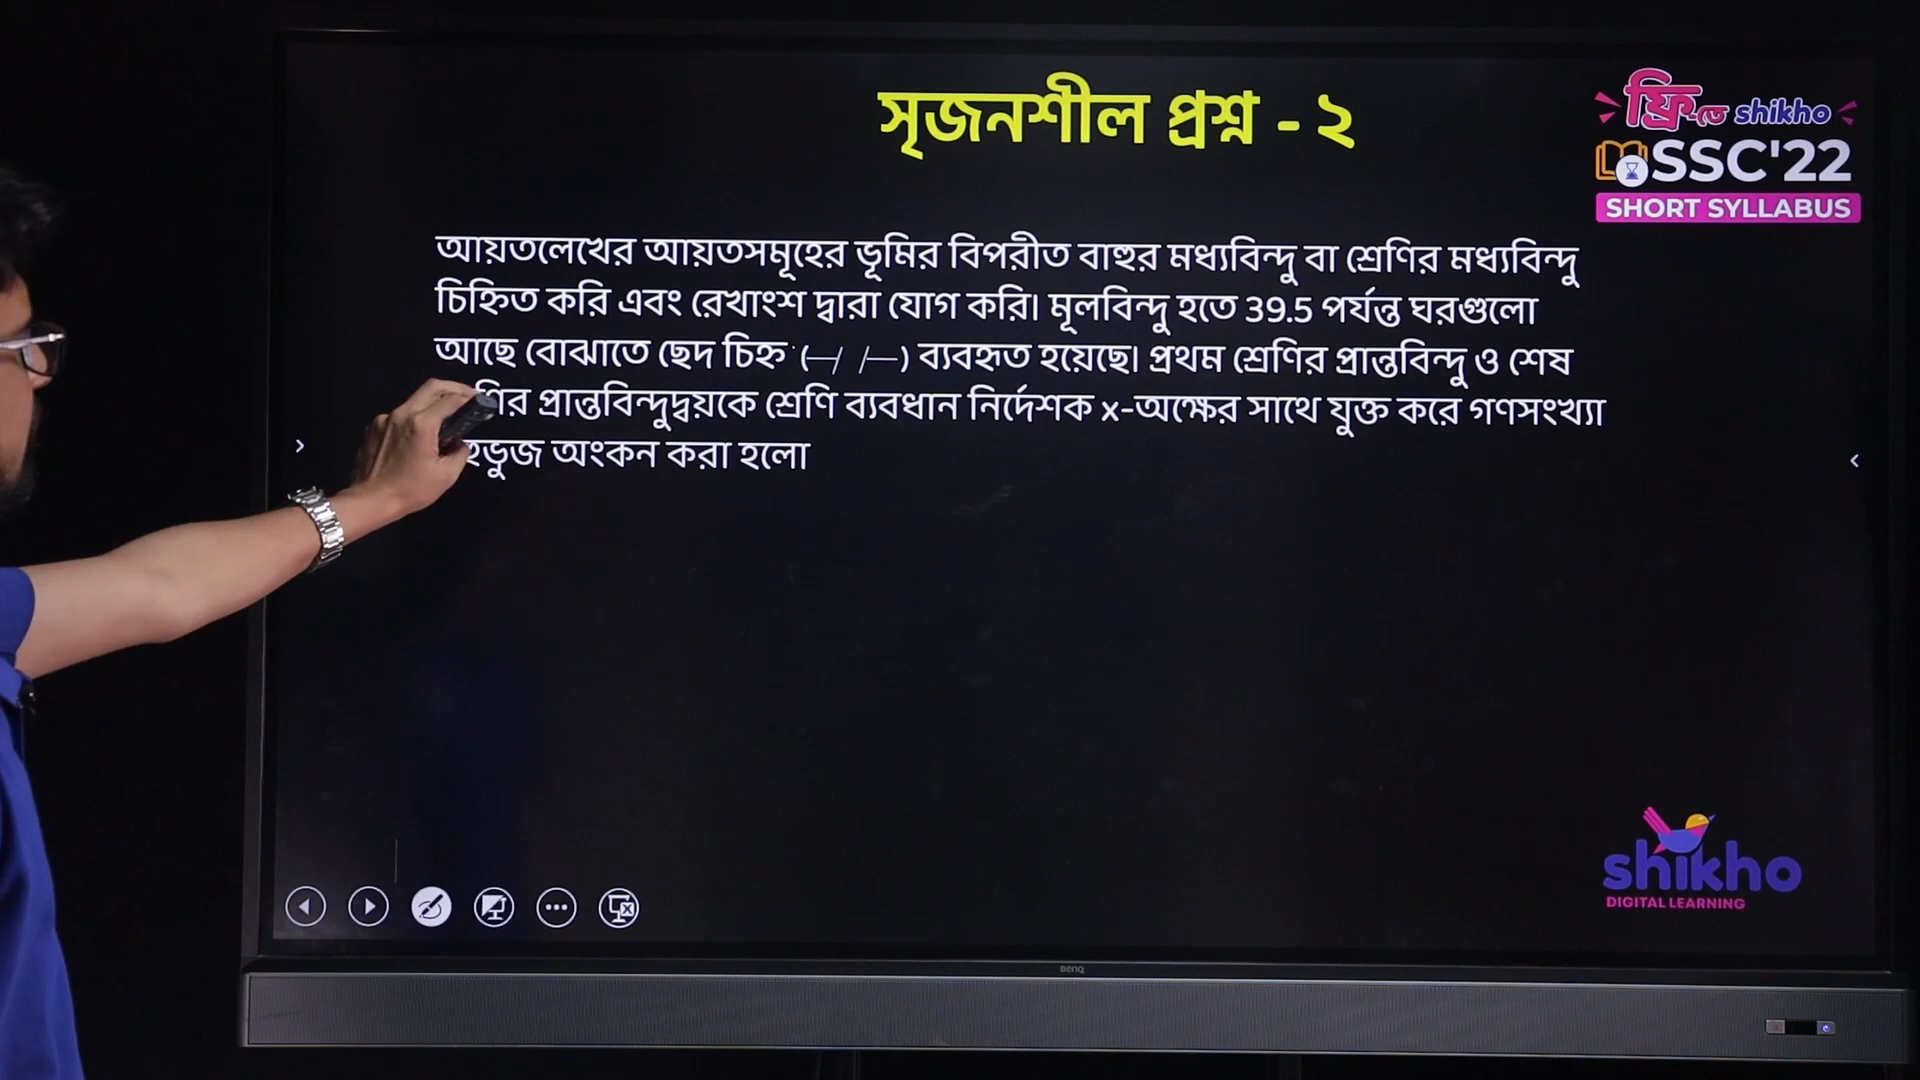 সৃজনশীল প্রশ্ন - ২
ফ্রি তে shikho
SSC'22
SHORT SYLLABUS
আয়তলেখের আয়তসমূহের ভূমির বিপরীত বাহুর মধ্যবিন্দু বা শ্রেণির মধ্যবিন্দু
চিহ্নিত করি এবং রেখাংশ দ্বারা যোগ করি। মূলবিন্দু হতে 39.5 পর্যন্ত ঘরগুলো
আছে বোঝাতে ছেদ চিহ্ন (—/ /—) ব্যবহৃত হয়েছে। প্রথম শ্রেণির প্রান্তবিন্দু ও শেষ
প্রান্তবিন্দুদ্বয়কে শ্রেণি ব্যবধান নির্দেশক x-অক্ষের সাথে যুক্ত করে গণসংখ্যা
অংকন করা হলো
shikho
DIGITAL LEARNING
BenQ